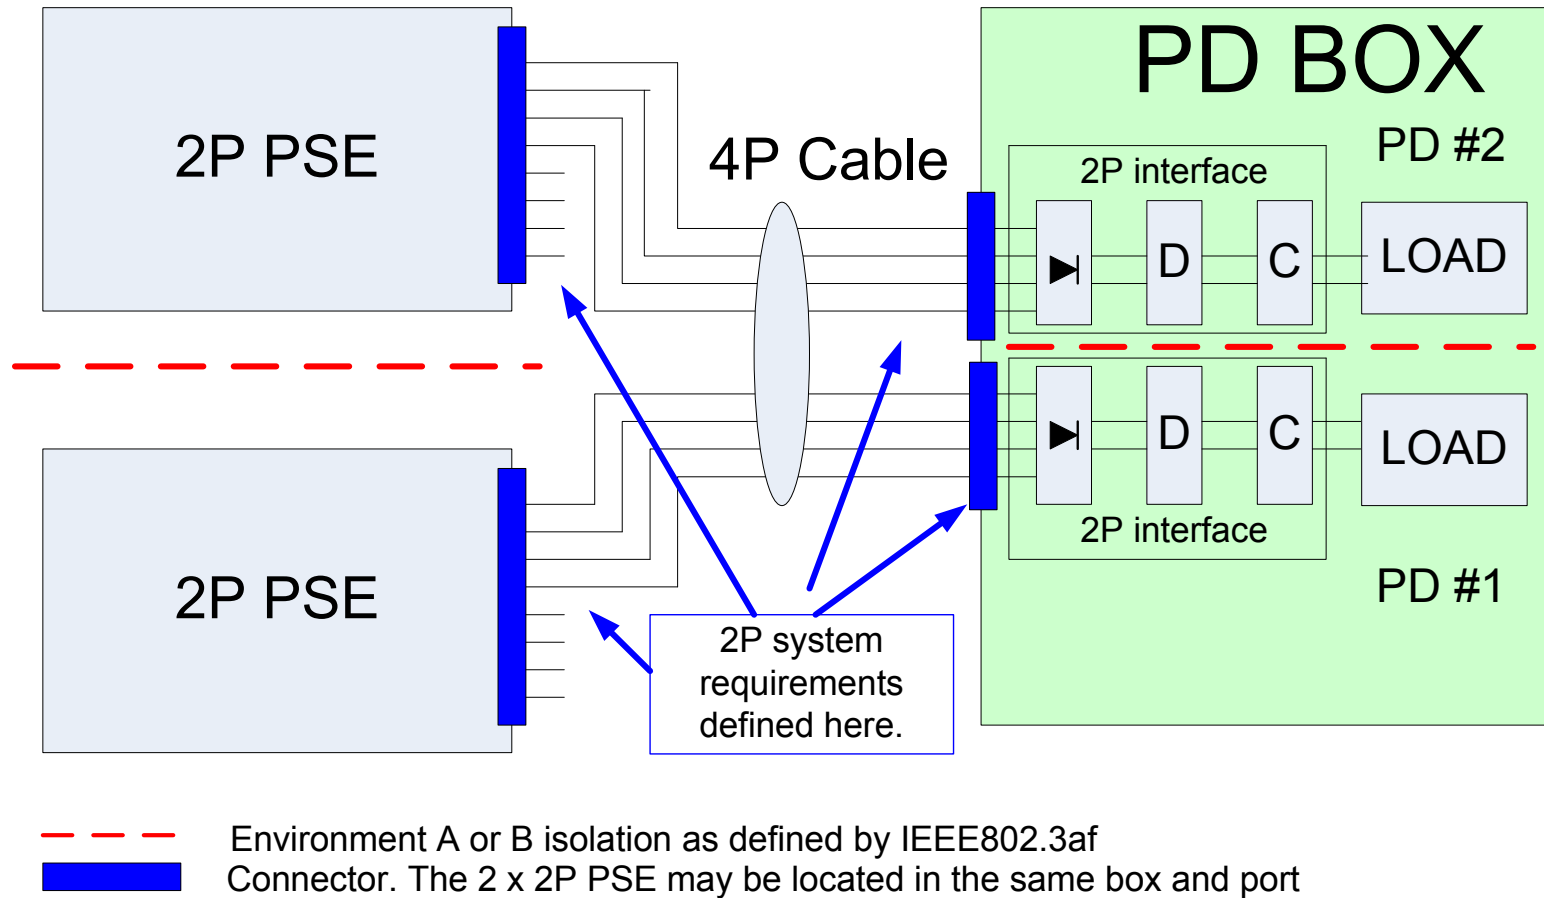 PD BOX
2P PSE
4P Cable
PD #2
2P interface
D
C
LOAD
D
C
LOAD
2P interface
2P PSE
PD #1
2P system
requirements
defined here.
Environment A or B isolation as defined by IEEE802.3af
Connector. The 2 x 2P PSE may be located in the same box and port